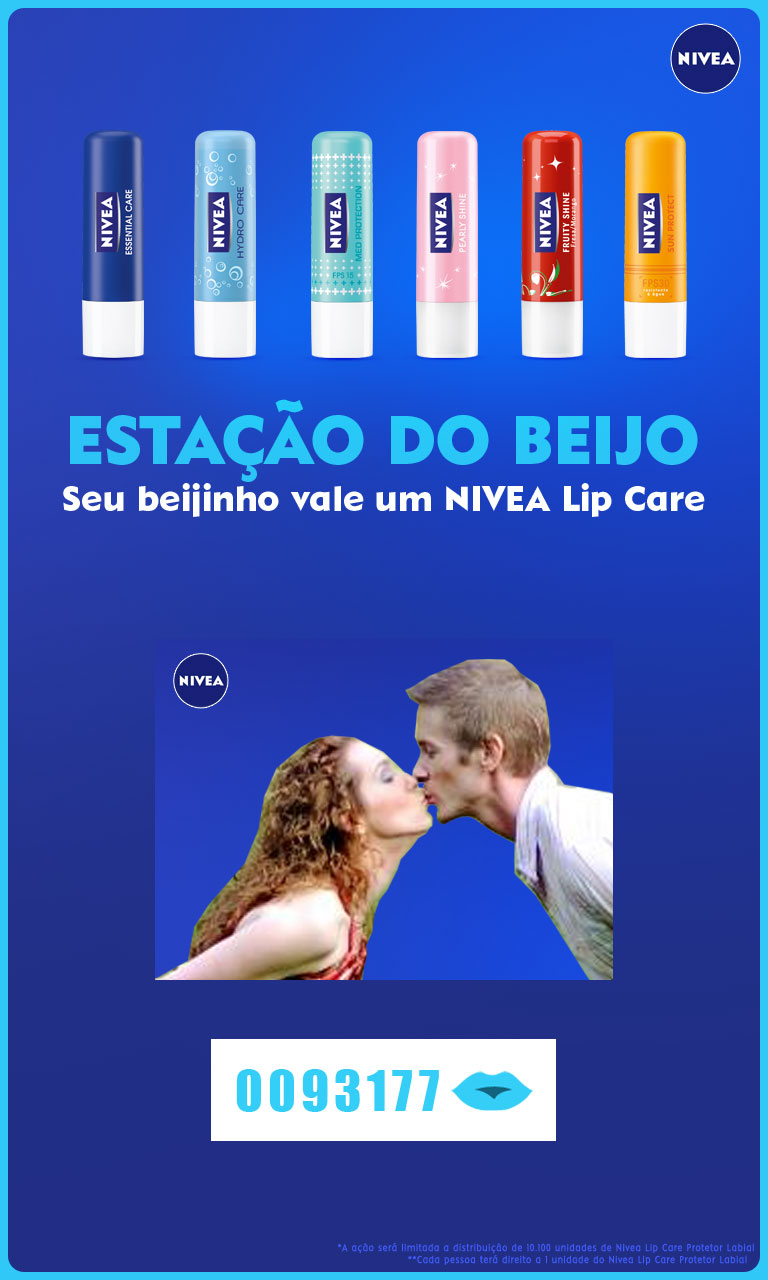 NIVEA
NIVEA
ESSENTIAL CARE
NIVEA
HYDRO CARE
NIVEA
MED PROTECTION
FPS 15
NIVEA
PEARLY SHINE
NIVEA
FRUITY SHINE
NIVEA
SUN PROTECT
FPS30
ESTAÇÃO DO BEIJO
Seu beijinho vale um NIVEA Lip Care
NIVEA
0093177
*A ação será limitada a distribuição de 10.100 unidades de Nivea Lip Care Protetor Labial
**Cada pessoa terá direito a 1 unidade do Nivea Lip Care Protetor Labial